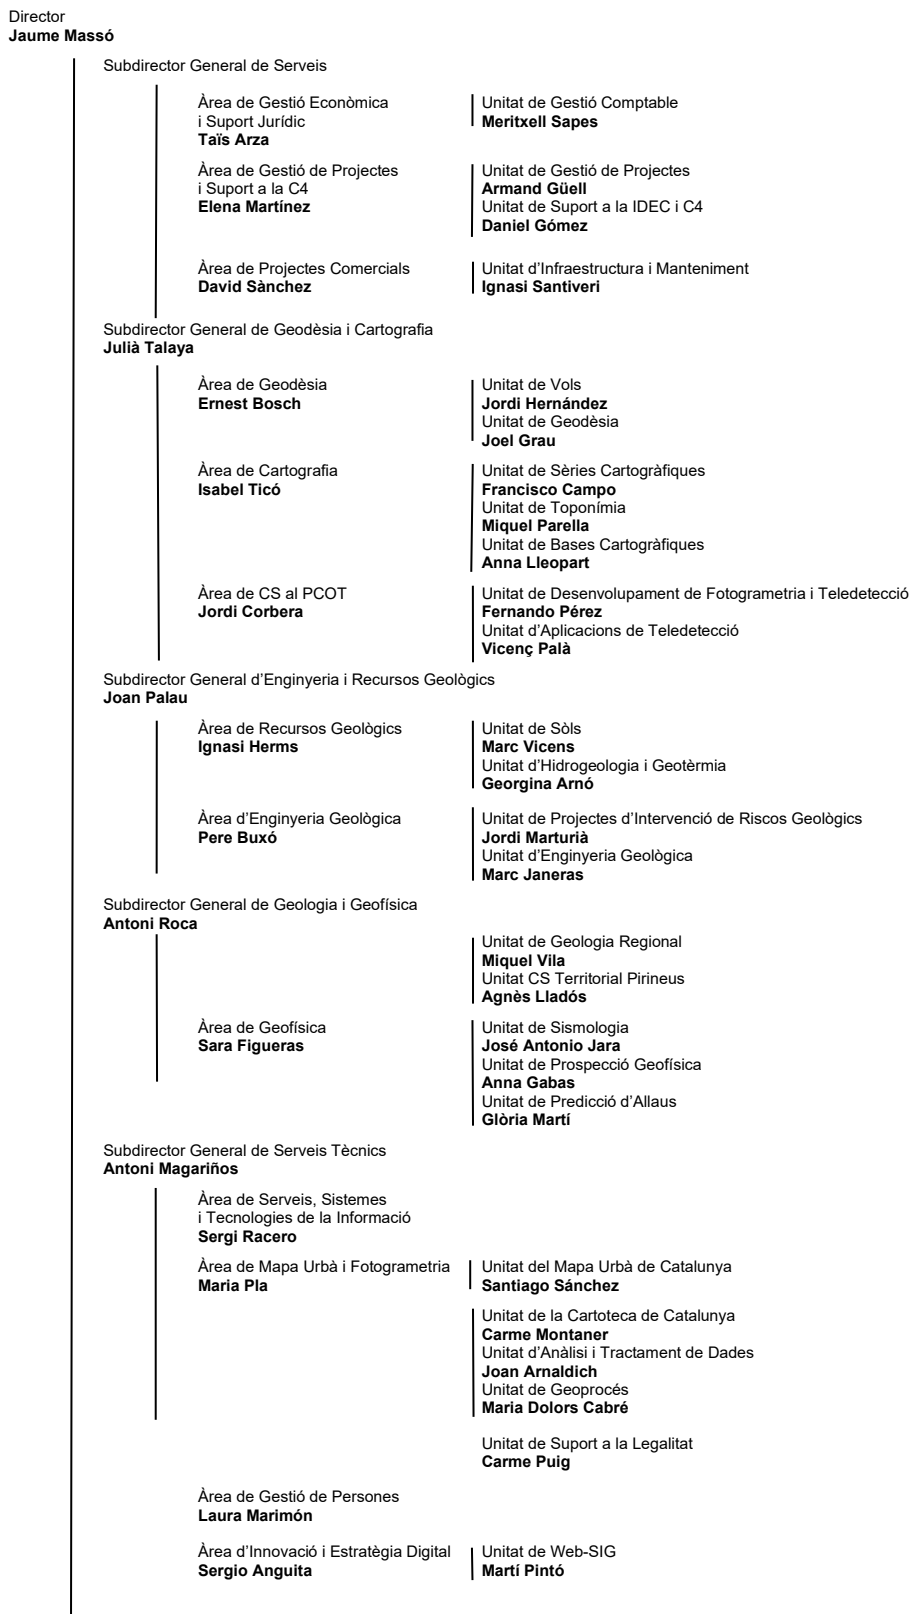 Director
Jaume Massó
Subdirector General de Serveis
Àrea de Gestió Econòmica
i Suport Jurídic
Taïs Arza
Unitat de Gestió Comptable
Meritxell Sapes
Àrea de Gestió de Projectes
i Suport a la C4
Elena Martínez
Unitat de Gestió de Projectes
Armand Güell
Unitat de Suport a la IDEC i C4
Daniel Gómez
Àrea de Projectes Comercials
David Sànchez
Unitat d'Infraestructura i Manteniment
Ignasi Santiveri
Subdirector General de Geodèsia i Cartografia
Julià Talaya
Àrea de Geodèsia
Ernest Bosch
Unitat de Vols
Jordi Hernández
Unitat de Geodèsia
Joel Grau
Àrea de Cartografia
Isabel Ticó
Unitat de Sèries Cartogràfiques
Francisco Campo
Unitat de Toponímia
Miquel Parella
Unitat de Bases Cartogràfiques
Anna Lleopart
Àrea de CS al PCOT
Jordi Corbera
Unitat de Desenvolupament de Fotogrametria i Teledetecció
Fernando Pérez
Unitat d'Aplicacions de Teledetecció
Vicenç Palà
Subdirector General d'Enginyeria i Recursos Geològics
Joan Palau
Àrea de Recursos Geològics
Ignasi Herms
Unitat de Sòls
Marc Vicens
Unitat d'Hidrogeologia i Geotèrmia
Georgina Arnó
Àrea d'Enginyeria Geològica
Pere Buxó
Unitat de Projectes d'Intervenció de Riscos Geològics
Jordi Marturià
Unitat d'Enginyeria Geològica
Marc Janeras
Subdirector General de Geologia i Geofísica
Antoni Roca
Unitat de Geologia Regional
Miquel Vila
Unitat CS Territorial Pirineus
Agnès Lladós
Àrea de Geofísica
Sara Figueras
Unitat de Sismologia
José Antonio Jara
Unitat de Prospecció Geofísica
Anna Gabas
Unitat de Predicció d'Allaus
Glòria Martí
Subdirector General de Serveis Tècnics
Antoni Magariños
Àrea de Serveis, Sistemes
i Tecnologies de la Informació
Sergi Racero
Àrea de Mapa Urbà i Fotogrametria
Maria Pla
Unitat del Mapa Urbà de Catalunya
Santiago Sánchez
Unitat de la Cartoteca de Catalunya
Carme Montaner
Unitat d'Anàlisi i Tractament de Dades
Joan Arnaldich
Unitat de Geoprocés
Maria Dolors Cabré
Unitat de Suport a la Legalitat
Carme Puig
Àrea de Gestió de Persones
Laura Marimón
Àrea d'Innovació i Estratègia Digital
Sergio Anguita
Unitat de Web-SIG
Martí Pintó